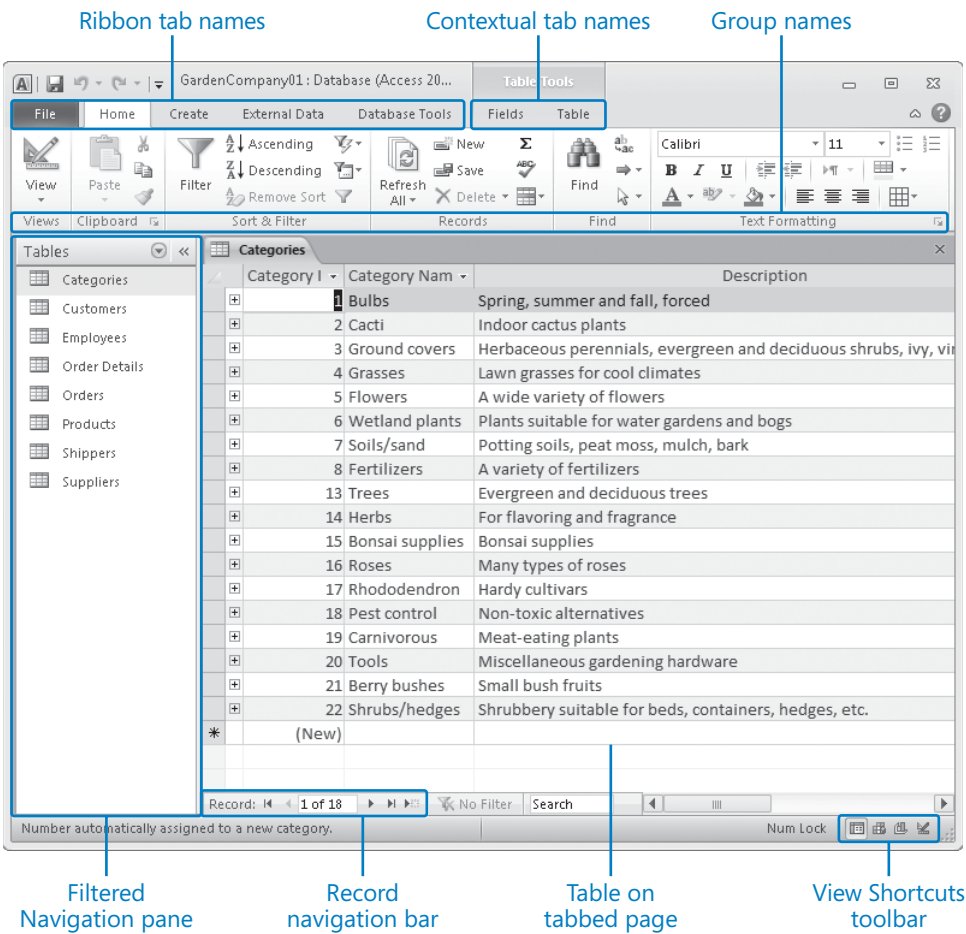 Ribbon tab names Contextual tab names Group names
GardenCompany01 : Database (Access 20... Table Tools
File Home Create External Data Database Tools Fields Table
View Paste Filter Ascending Descending Remove Sort Refresh All New Save Delete Find Calibri 11
B I U
Views Clipboard Sort & Filter Records Find Text Formatting
Tables
Categories
Customers
Employees
Order Details
Orders
Products
Shippers
Suppliers
Categories
Category I Category Nam Description
1 Bulbs Spring, summer and fall, forced
2 Cacti Indoor cactus plants
3 Ground covers Herbaceous perennials, evergreen and deciduous shrubs, ivy, vin
4 Grasses Lawn grasses for cool climates
5 Flowers A wide variety of flowers
6 Wetland plants Plants suitable for water gardens and bogs
7 Soils/sand Potting soils, peat moss, mulch, bark
8 Fertilizers A variety of fertilizers
13 Trees Evergreen and deciduous trees
14 Herbs For flavoring and fragrance
15 Bonsai supplies Bonsai supplies
16 Roses Many types of roses
17 Rhododendron Hardy cultivars
18 Pest control Non-toxic alternatives
19 Carnivorous Meat-eating plants
20 Tools Miscellaneous gardening hardware
21 Berry bushes Small bush fruits
22 Shrubs/hedges Shrubbery suitable for beds, containers, hedges, etc.
(New)
Record: 1 of 18 No Filter Search
Number automatically assigned to a new category. Num Lock
Filtered
Navigation pane
Record
navigation bar
Table on
tabbed page
View Shortcuts
toolbar